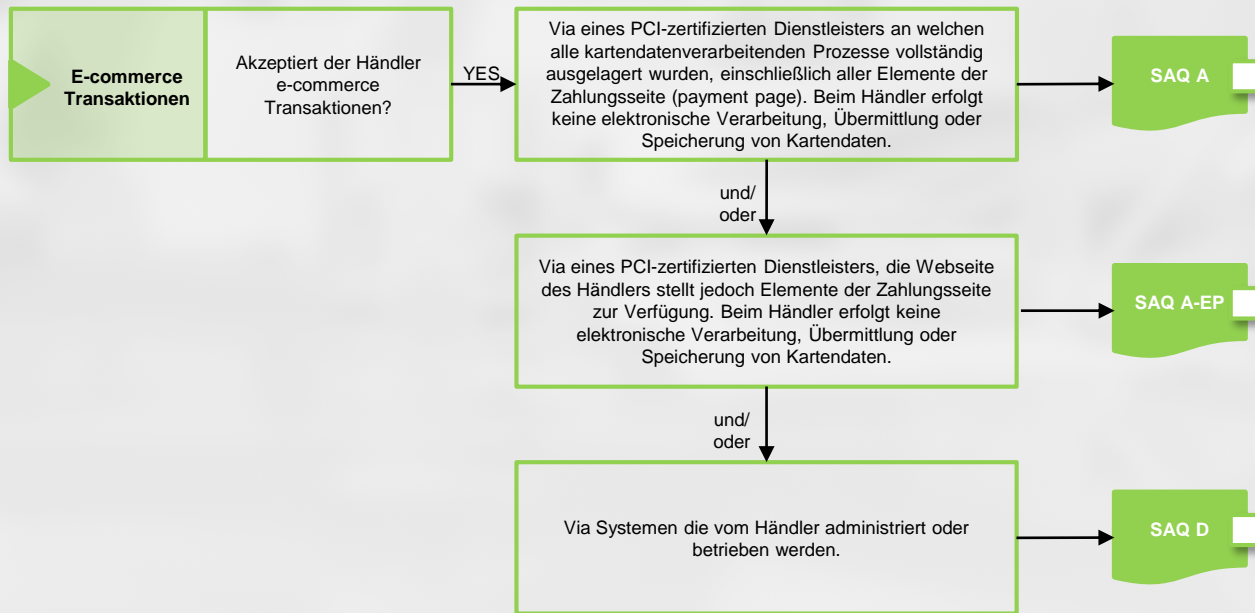 E-commerce
Transaktionen
Akzeptiert der Händler
e-commerce
Transaktionen?
YES
Via eines PCI-zertifizierten Dienstleisters an welchen
alle kartendatenverarbeitenden Prozesse vollständig
ausgelagert wurden, einschließlich aller Elemente der
Zahlungsseite (payment page). Beim Händler erfolgt
keine elektronische Verarbeitung, Übermittlung oder
Speicherung von Kartendaten.
SAQ A
und/
oder
Via eines PCI-zertifizierten Dienstleisters, die Webseite
des Händlers stellt jedoch Elemente der Zahlungsseite
zur Verfügung. Beim Händler erfolgt keine
elektronische Verarbeitung, Übermittlung oder
Speicherung von Kartendaten.
SAQ A-EP
und/
oder
Via Systemen die vom Händler administriert oder
betrieben werden.
SAQ D